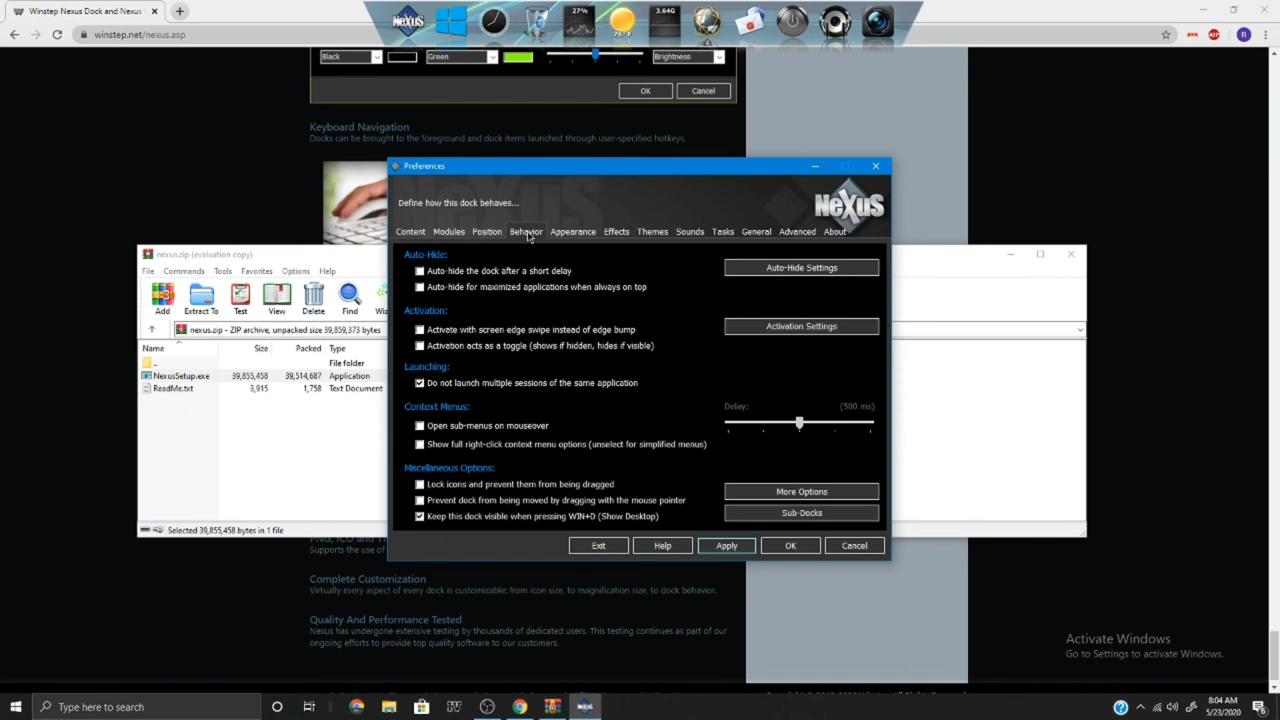 Winstep Nexus Dock and Nexus
winstep.net/nexus.asp
NeXuS
27%
78°F
3.64G
Black
Green
Brightness
OK
Cancel
Keyboard Navigation
Docks can be brought to the foreground and dock items launched through user-specified hotkeys.
Preferences
Define how this dock behaves...
NeXuS
Content Modules Position Behavior Appearance Effects Themes Sounds Tasks General Advanced About
Auto-Hide:
Auto-hide the dock after a short delay
Auto-Hide Settings
Auto-hide for maximized applications when always on top
Activation:
Activate with screen edge swipe instead of edge bump
Activation Settings
Activation acts as a toggle (shows if hidden, hides if visible)
Launching:
Do not launch multiple sessions of the same application
Context Menus:
Delay: (500 ms)
Open sub-menus on mouseover
Show full right-click context menu options (unselect for simplified menus)
Miscellaneous Options:
Lock icons and prevent them from being dragged
More Options
Prevent dock from being moved by dragging with the mouse pointer
Keep this dock visible when pressing WIN+D (Show Desktop)
Sub-Docks
Exit Help Apply OK Cancel
nexus.zip (evaluation copy)
File Commands Tools Favorites Options Help
Add Extract To Test View Delete Find
nexus.zip - ZIP archive, unpacked size 39,859,373 bytes
Name Size Packed Type
..
File folder
NexusSetup.exe 39,855,458 39,514,687 Application
ReadMe.txt 3,915 1,758 Text Document
Selected 39,855,458 bytes in 1 file
PNG, ICO and
Supports the use of
Complete Customization
Virtually every aspect of every dock is customizable: from icon size, to magnification size, to dock behavior.
Quality And Performance Tested
Nexus has undergone extensive testing by thousands of dedicated users. This testing continues as part of our
ongoing efforts to provide top quality software to our customers.
Activate Windows
Go to Settings to activate Windows.
Type here to search
8:04 AM
5/23/2020